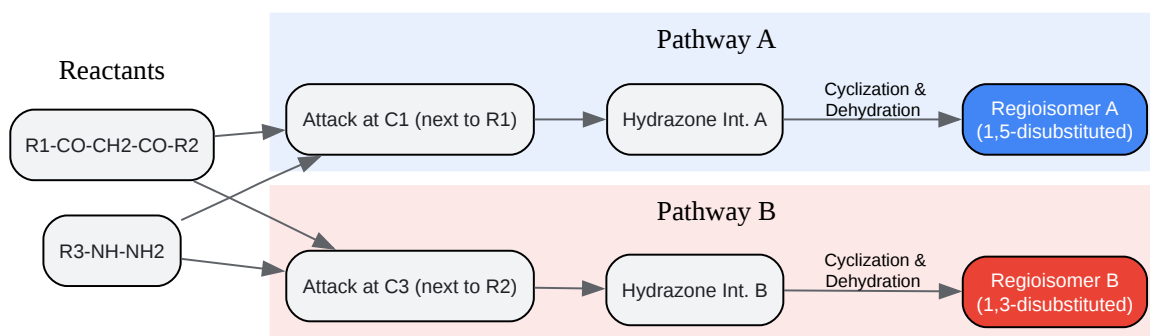 Reactants
R1-CO-CH2-CO-R2
R3-NH-NH2
Pathway A
Attack at C1 (next to R1)
Hydrazone Int. A
Cyclization &
Dehydration
Regioisomer A
(1,5-disubstituted)
Pathway B
Attack at C3 (next to R2)
Hydrazone Int. B
Cyclization &
Dehydration
Regioisomer B
(1,3-disubstituted)